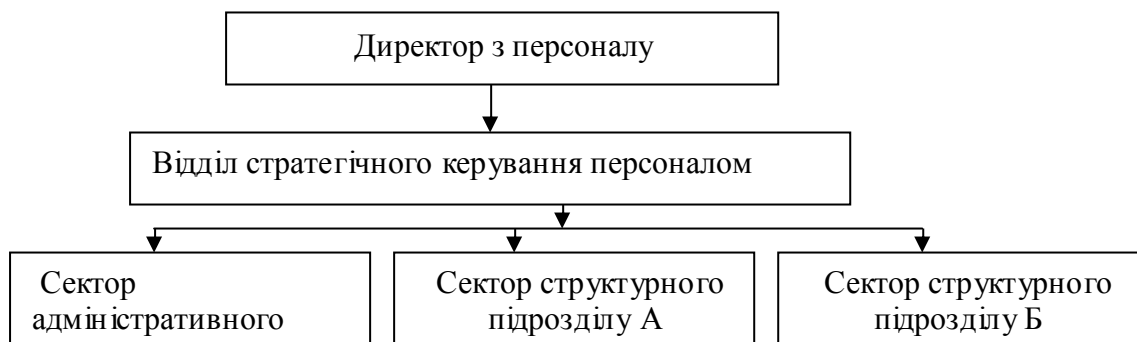 Директор з персоналу
Відділ стратегічного керування персоналом
Сектор
адміністративного
Сектор структурного
підрозділу А
Сектор структурного
підрозділу Б